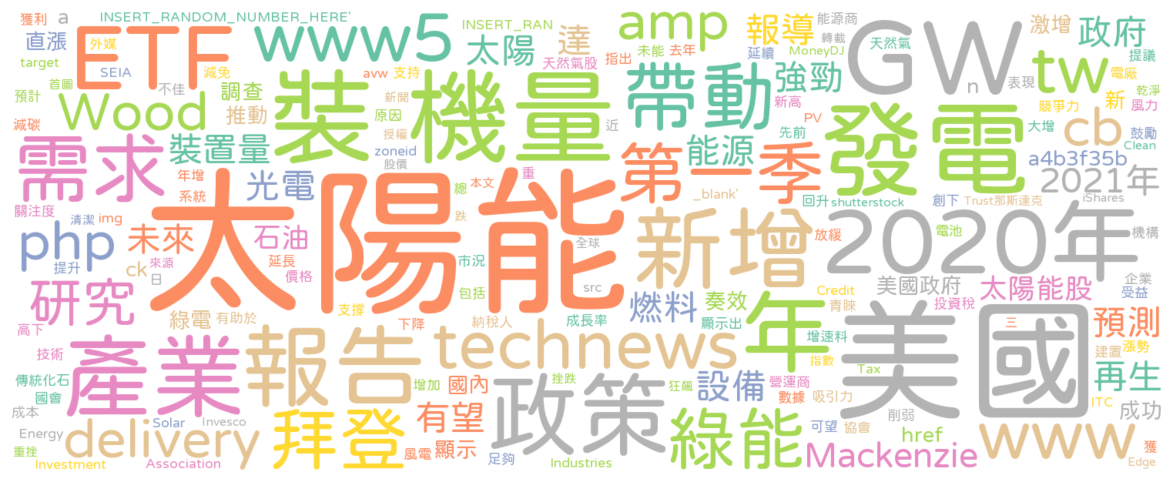 獲利 a INSERT_RANDOM_NUMBER_HERE' INSERT_RAN amp 報導 能源商 激增 政府
直漲 外媒 ETF www5 太陽 達 未能 去年 轉載 GW 提議
target SEIA 減免 avw 支持 天然氣股 指出 延續 MoneyDJ 天然氣 n 表現 tw 電廠
首圖 預計 Wood 不佳 調查 新聞 裝機量 近 帶動 強勁 新高 競爭力 新 乾淨 風力
減碳 推動 原因 授權 PV 先前 發電 大增 cb 鼓勵 Clean
需求 裝置量 zoneid 股價 第一季 能源 a4b3f35b
年增 系統 光電 太陽能 總 本文 重 _blank' 回升 shutterstock 創下 Trust那斯達克 2021年 iShares
關注度 清潔 img 跌 新增 2020年
php 未來 石油 全球 放緩 電池 機構
提升 ck 來源 日 延長 價格 市況 包括 src 美國政府 太陽能股 企業 受益
研究 綠電 有助於 支撐 燃料 奏效 Credit 青睞 投資稅
高下 下降 納稅人 成長率 顯示出 年 增速料 美國 三 預測
技術 產業 報告 technews 指數 建置 漲勢
傳統化石 國會 增加 國內 挫跌 狂飆 設備 營運商 數據 Tax 再生
成本 拜登 有望 政策 吸引力 削弱 ITC 成功
Energy delivery Solar Invesco 綠能 可望 協會 href www
重挫 Investment Association 風電 顯示 足夠 Industries Mackenzie 獲 Edge